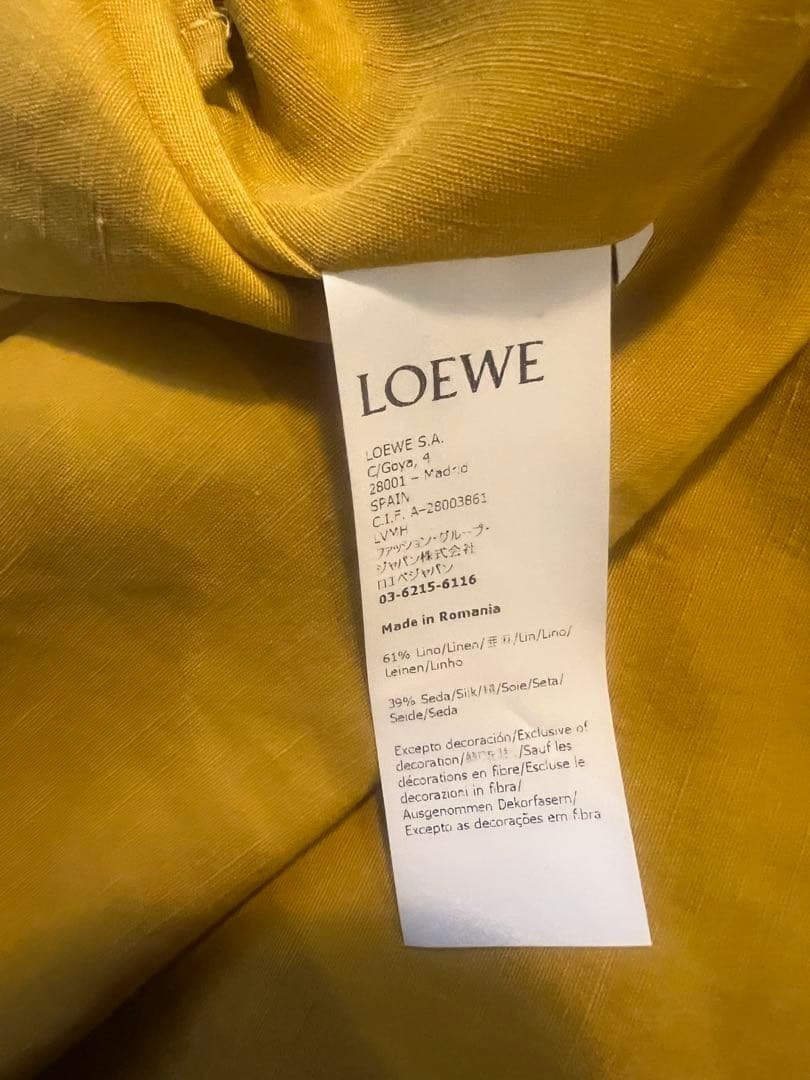 LOEWE
LOEWE S.A.
C/Goya, 4
28001 – Madrid
SPAIN
C.I.F. A–28003861
LVMH
ファッション・グループ・
ジャパン株式会社
ロエベジャパン
03-6215-6116
Made in Romania
61% Lino/Linen/亜麻/Lin/Lino/
Leinen/Linho
39% Seda/Silk/絹/Soie/Seta/
Seide/Seda
Excepto decoración/Exclusive of
decoration/ /Sauf les
décorations en fibre/Escluse le
decorazioni in fibra/
Ausgenommen Dekorfasern/
Excepto as decorações em fibra